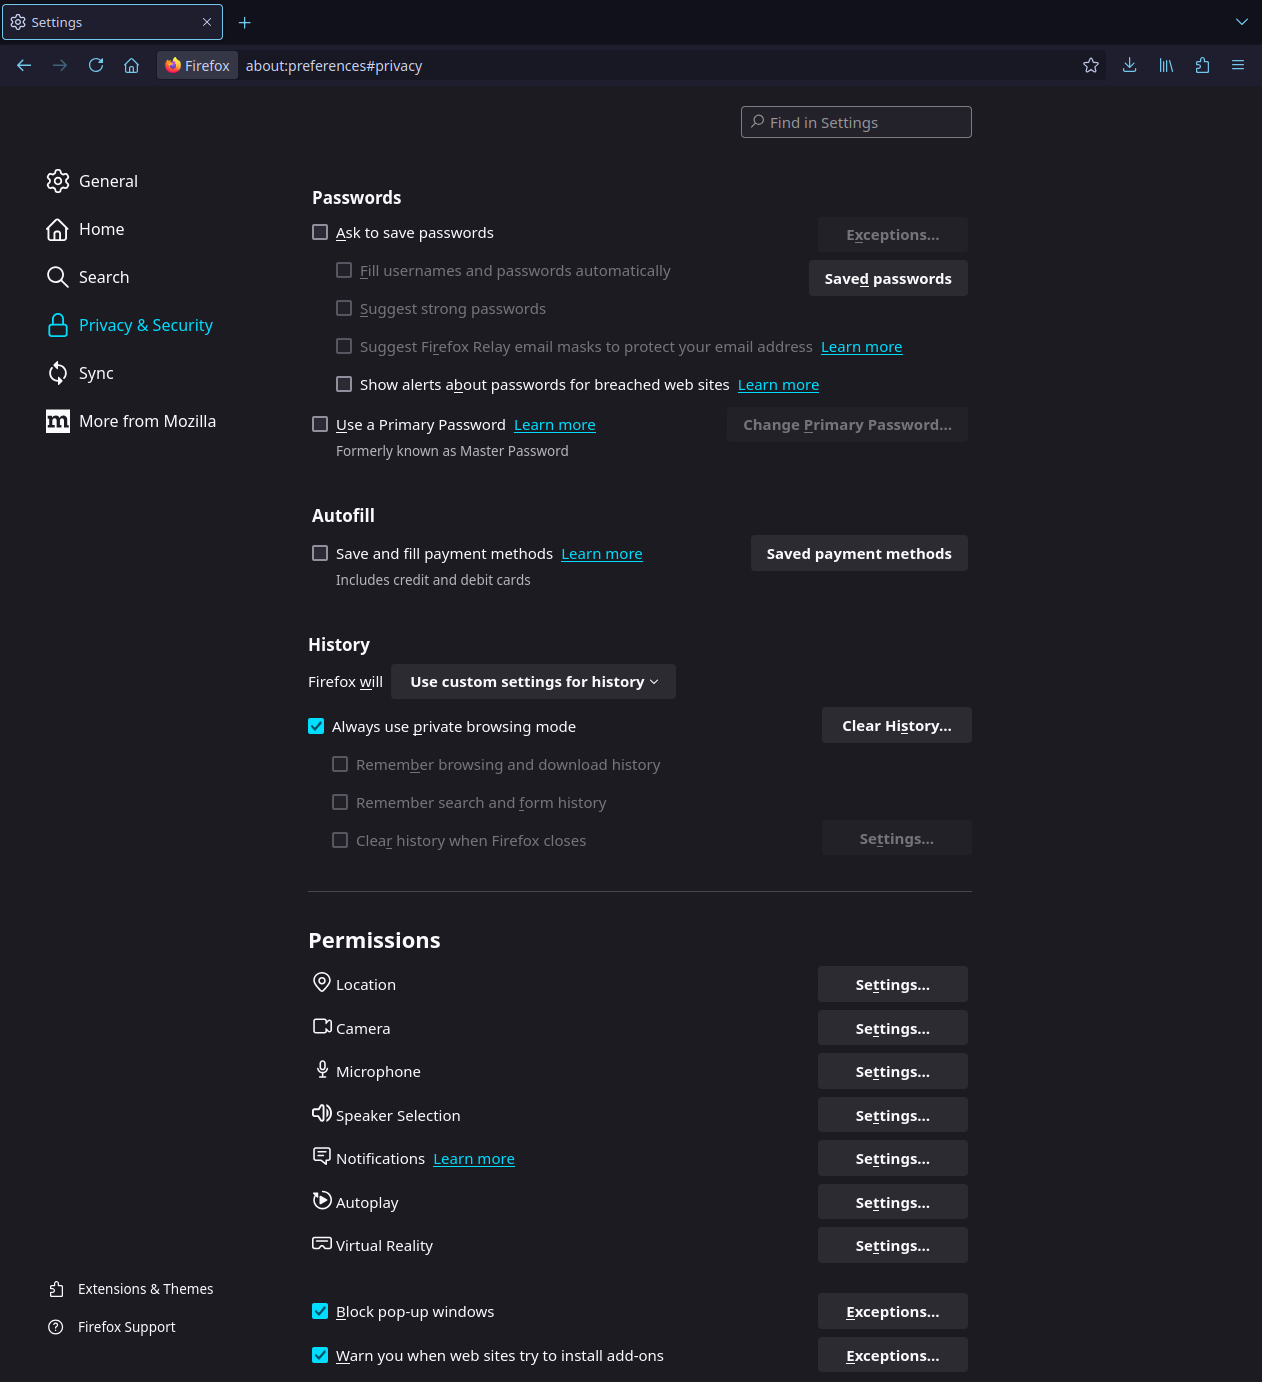 Settings
Firefox about:preferences#privacy
Find in Settings
General
Home
Search
Privacy & Security
Sync
More from Mozilla
Passwords
Ask to save passwords
Exceptions...
Fill usernames and passwords automatically
Saved passwords
Suggest strong passwords
Suggest Firefox Relay email masks to protect your email address Learn more
Show alerts about passwords for breached web sites Learn more
Use a Primary Password Learn more
Change Primary Password...
Formerly known as Master Password
Autofill
Save and fill payment methods Learn more
Saved payment methods
Includes credit and debit cards
History
Firefox will Use custom settings for history
Always use private browsing mode
Clear History...
Remember browsing and download history
Remember search and form history
Clear history when Firefox closes
Settings...
Permissions
Location
Settings...
Camera
Settings...
Microphone
Settings...
Speaker Selection
Settings...
Notifications Learn more
Settings...
Autoplay
Settings...
Virtual Reality
Settings...
Block pop-up windows
Exceptions...
Warn you when web sites try to install add-ons
Exceptions...
Extensions & Themes
Firefox Support